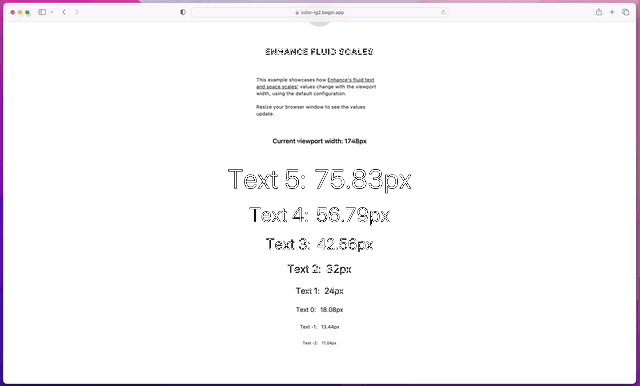 color-ig2.begin.app
ENHANCE FLUID SCALES
This example showcases how Enhance's fluid text
and space scales' values change with the viewport
width, using the default configuration.
Resize your browser window to see the values
update.
Current viewport width: 1748px
Text 5: 75.83px
Text 4: 56.79px
Text 3: 42.56px
Text 2: 32px
Text 1: 24px
Text 0: 18.08px
Text -1: 13.44px
Text -2: 11.04px